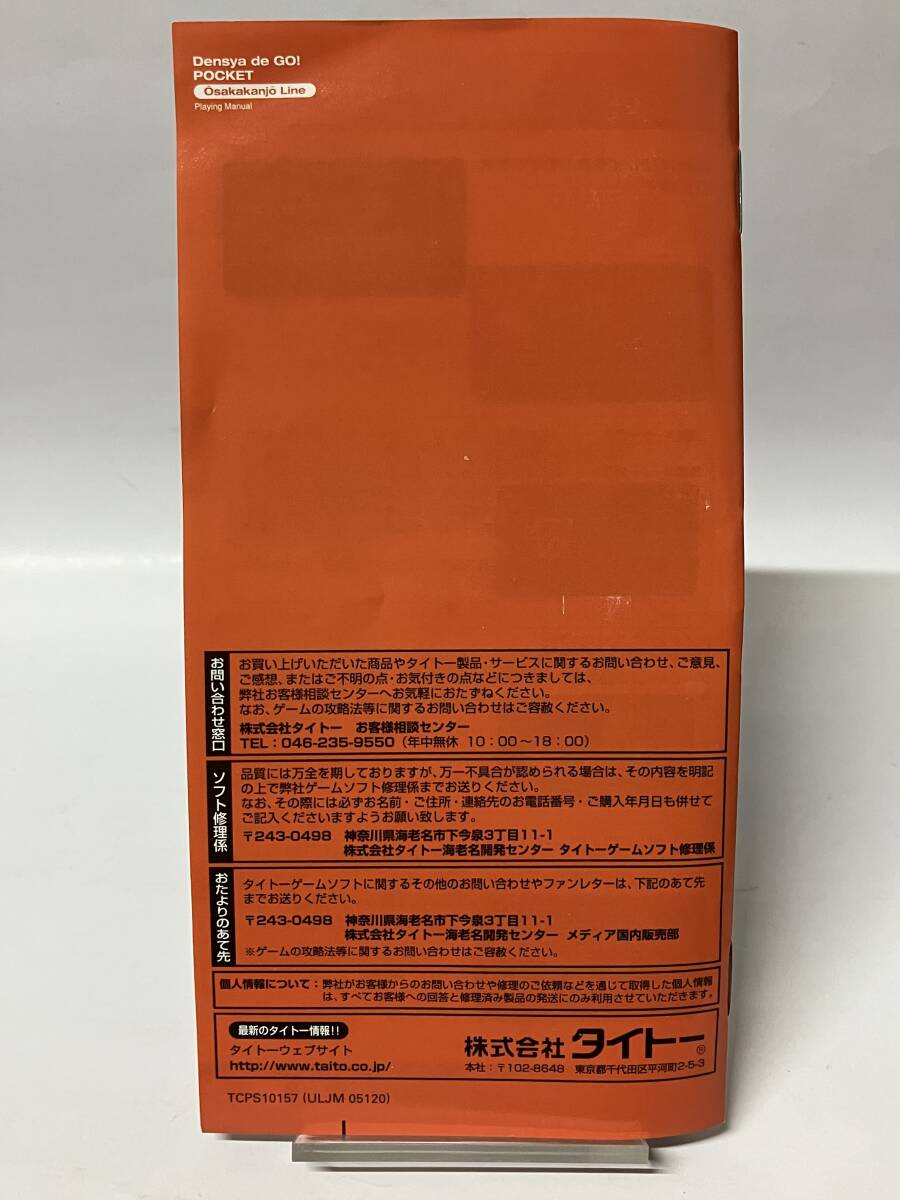 Densya de GO!
POCKET
Ōsakakanjō Line
Playing Manual
お問い合わせ窓口
お買い上げいただいた商品やタイトー製品・サービスに関するお問い合わせ、ご意見、
ご感想、またはご不明の点・お気付きの点などにつきましては、
弊社お客様相談センターへお気軽におたずねください。
なお、ゲームの攻略法等に関するお問い合わせはご容赦ください。
株式会社タイトー お客様相談センター
TEL：046-235-9550（年中無休 10：00～18：00）
ソフト修理係
品質には万全を期しておりますが、万一不具合が認められる場合は、その内容を明記
の上で弊社ゲームソフト修理係までお送りください。
なお、その際には必ずお名前・ご住所・連絡先のお電話番号・ご購入年月日も併せて
ご記入くださいますようお願い致します。
〒243-0498 神奈川県海老名市下今泉3丁目11-1
株式会社タイトー海老名開発センター タイトーゲームソフト修理係
おたよりのあて先
タイトーゲームソフトに関するその他のお問い合わせやファンレターは、下記のあて先
までお送りください。
〒243-0498 神奈川県海老名市下今泉3丁目11-1
株式会社タイトー海老名開発センター メディア国内販売部
※ゲームの攻略法等に関するお問い合わせはご容赦ください。
個人情報について：弊社がお客様からのお問い合わせや修理のご依頼などを通じて取得した個人情報
は、すべてお客様への回答と修理済み製品の発送にのみ利用させていただきます。
最新のタイトー情報!!
タイトーウェブサイト
http://www.taito.co.jp/
株式会社 タイトー®
本社：〒102-8648 東京都千代田区平河町2-5-3
TCPS10157 (ULJM 05120)